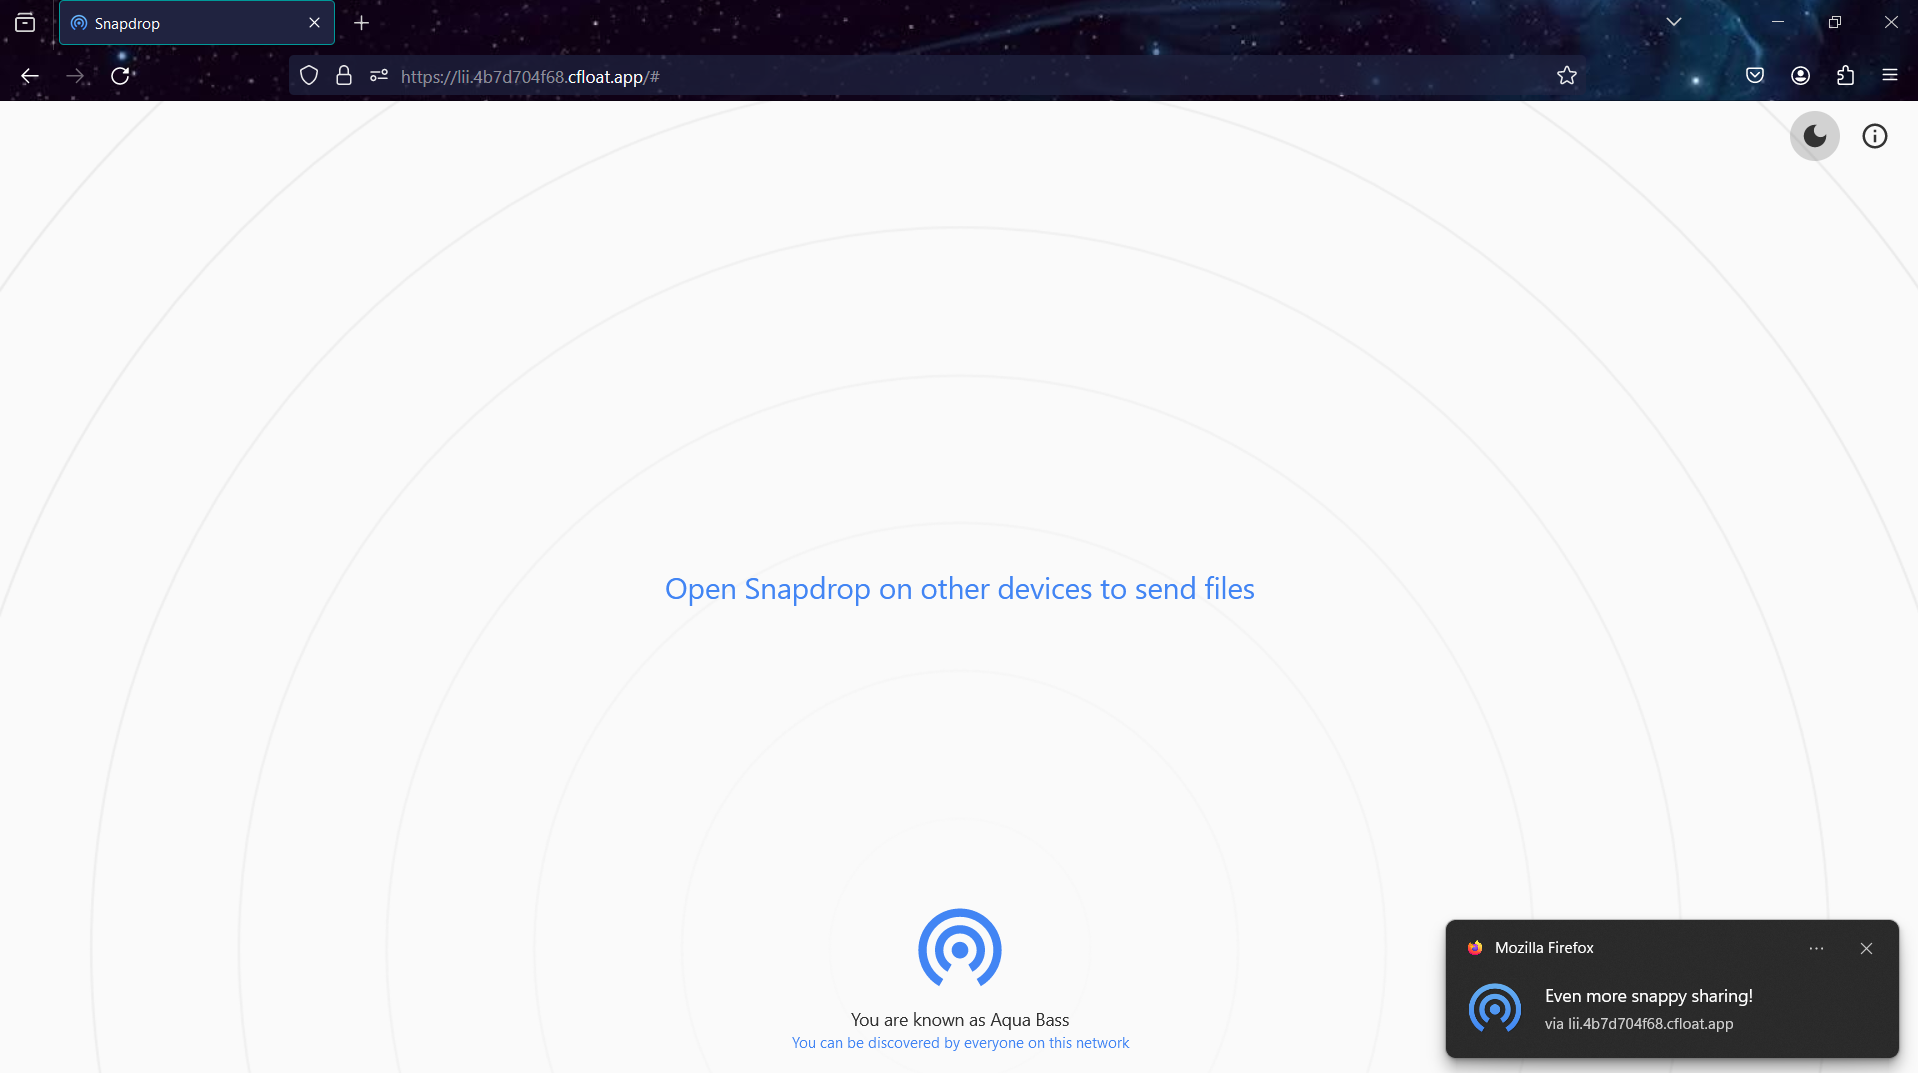 Snapdrop
https://lii.4b7d704f68.cfloat.app/#
Open Snapdrop on other devices to send files
You are known as Aqua Bass
You can be discovered by everyone on this network
Mozilla Firefox
Even more snappy sharing!
via lii.4b7d704f68.cfloat.app